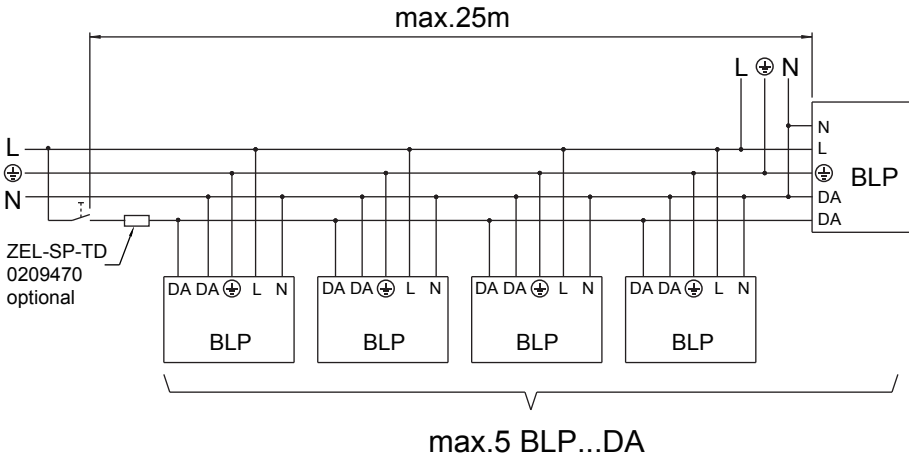 max.25m
L ⏚ N
L
⏚
N
N
L
⏚
DA
DA
BLP
ZEL-SP-TD
0209470
optional
DA DA ⏚ L N
BLP
DA DA ⏚ L N
BLP
DA DA ⏚ L N
BLP
DA DA ⏚ L N
BLP
max.5 BLP...DA